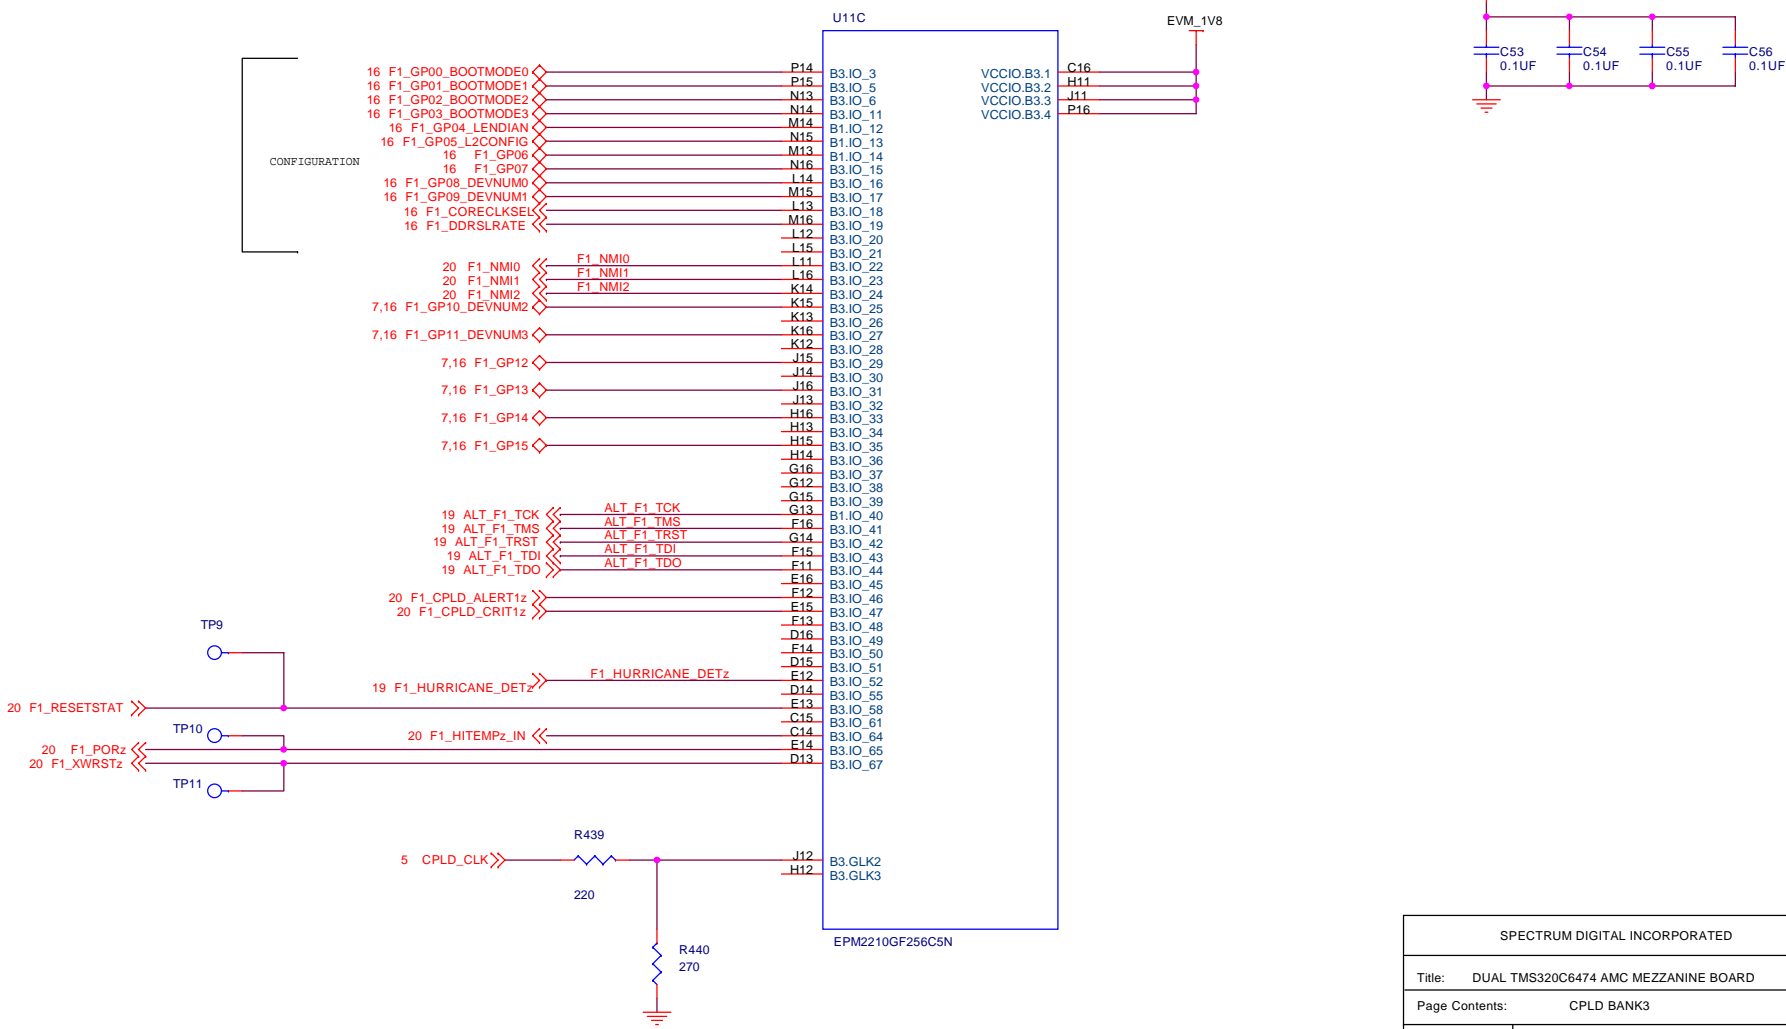 U11C
EVM_1V8
C53
0.1UF
C54
0.1UF
C55
0.1UF
C56
0.1UF
CONFIGURATION
16 F1_GP00_BOOTMODE0 P14 B3.IO_3
16 F1_GP01_BOOTMODE1 P15 B3.IO_5
16 F1_GP02_BOOTMODE2 N13 B3.IO_6
16 F1_GP03_BOOTMODE3 N14 B3.IO_11
16 F1_GP04_LENDIAN M14 B1.IO_12
16 F1_GP05_L2CONFIG N15 B1.IO_13
16 F1_GP06 M13 B1.IO_14
16 F1_GP07 N16 B3.IO_15
16 F1_GP08_DEVNUM0 L14 B3.IO_16
16 F1_GP09_DEVNUM1 M15 B3.IO_17
16 F1_CORECLKSEL L13 B3.IO_18
16 F1_DDRSLRATE M16 B3.IO_19
L12 B3.IO_20
L15 B3.IO_21
20 F1_NMI0 F1_NMI0 L11 B3.IO_22
20 F1_NMI1 F1_NMI1 L16 B3.IO_23
20 F1_NMI2 F1_NMI2 K14 B3.IO_24
7,16 F1_GP10_DEVNUM2 K15 B3.IO_25
K13 B3.IO_26
7,16 F1_GP11_DEVNUM3 K16 B3.IO_27
K12 B3.IO_28
7,16 F1_GP12 J15 B3.IO_29
J14 B3.IO_30
7,16 F1_GP13 J16 B3.IO_31
J13 B3.IO_32
7,16 F1_GP14 H16 B3.IO_33
H13 B3.IO_34
7,16 F1_GP15 H15 B3.IO_35
H14 B3.IO_36
G16 B3.IO_37
G12 B3.IO_38
G15 B3.IO_39
19 ALT_F1_TCK ALT_F1_TCK G13 B1.IO_40
19 ALT_F1_TMS ALT_F1_TMS F16 B3.IO_41
19 ALT_F1_TRST ALT_F1_TRST G14 B3.IO_42
19 ALT_F1_TDI ALT_F1_TDI F15 B3.IO_43
19 ALT_F1_TDO ALT_F1_TDO F11 B3.IO_44
E16 B3.IO_45
20 F1_CPLD_ALERT1z F12 B3.IO_46
20 F1_CPLD_CRIT1z E15 B3.IO_47
F13 B3.IO_48
D16 B3.IO_49
F14 B3.IO_50
D15 B3.IO_51
19 F1_HURRICANE_DETz F1_HURRICANE_DETz E12 B3.IO_52
D14 B3.IO_55
20 F1_RESETSTAT E13 B3.IO_58
C15 B3.IO_61
20 F1_HITEMPz_IN C14 B3.IO_64
20 F1_PORz E14 B3.IO_65
20 F1_XWRSTz D13 B3.IO_67
TP9
TP10
TP11
VCCIO.B3.1 C16
VCCIO.B3.2 H11
VCCIO.B3.3 J11
VCCIO.B3.4 P16
R439
220
5 CPLD_CLK J12 B3.GLK2
H12 B3.GLK3
EPM2210GF256C5N
R440
270
SPECTRUM DIGITAL INCORPORATED
Title: DUAL TMS320C6474 AMC MEZZANINE BOARD
Page Contents: CPLD BANK3